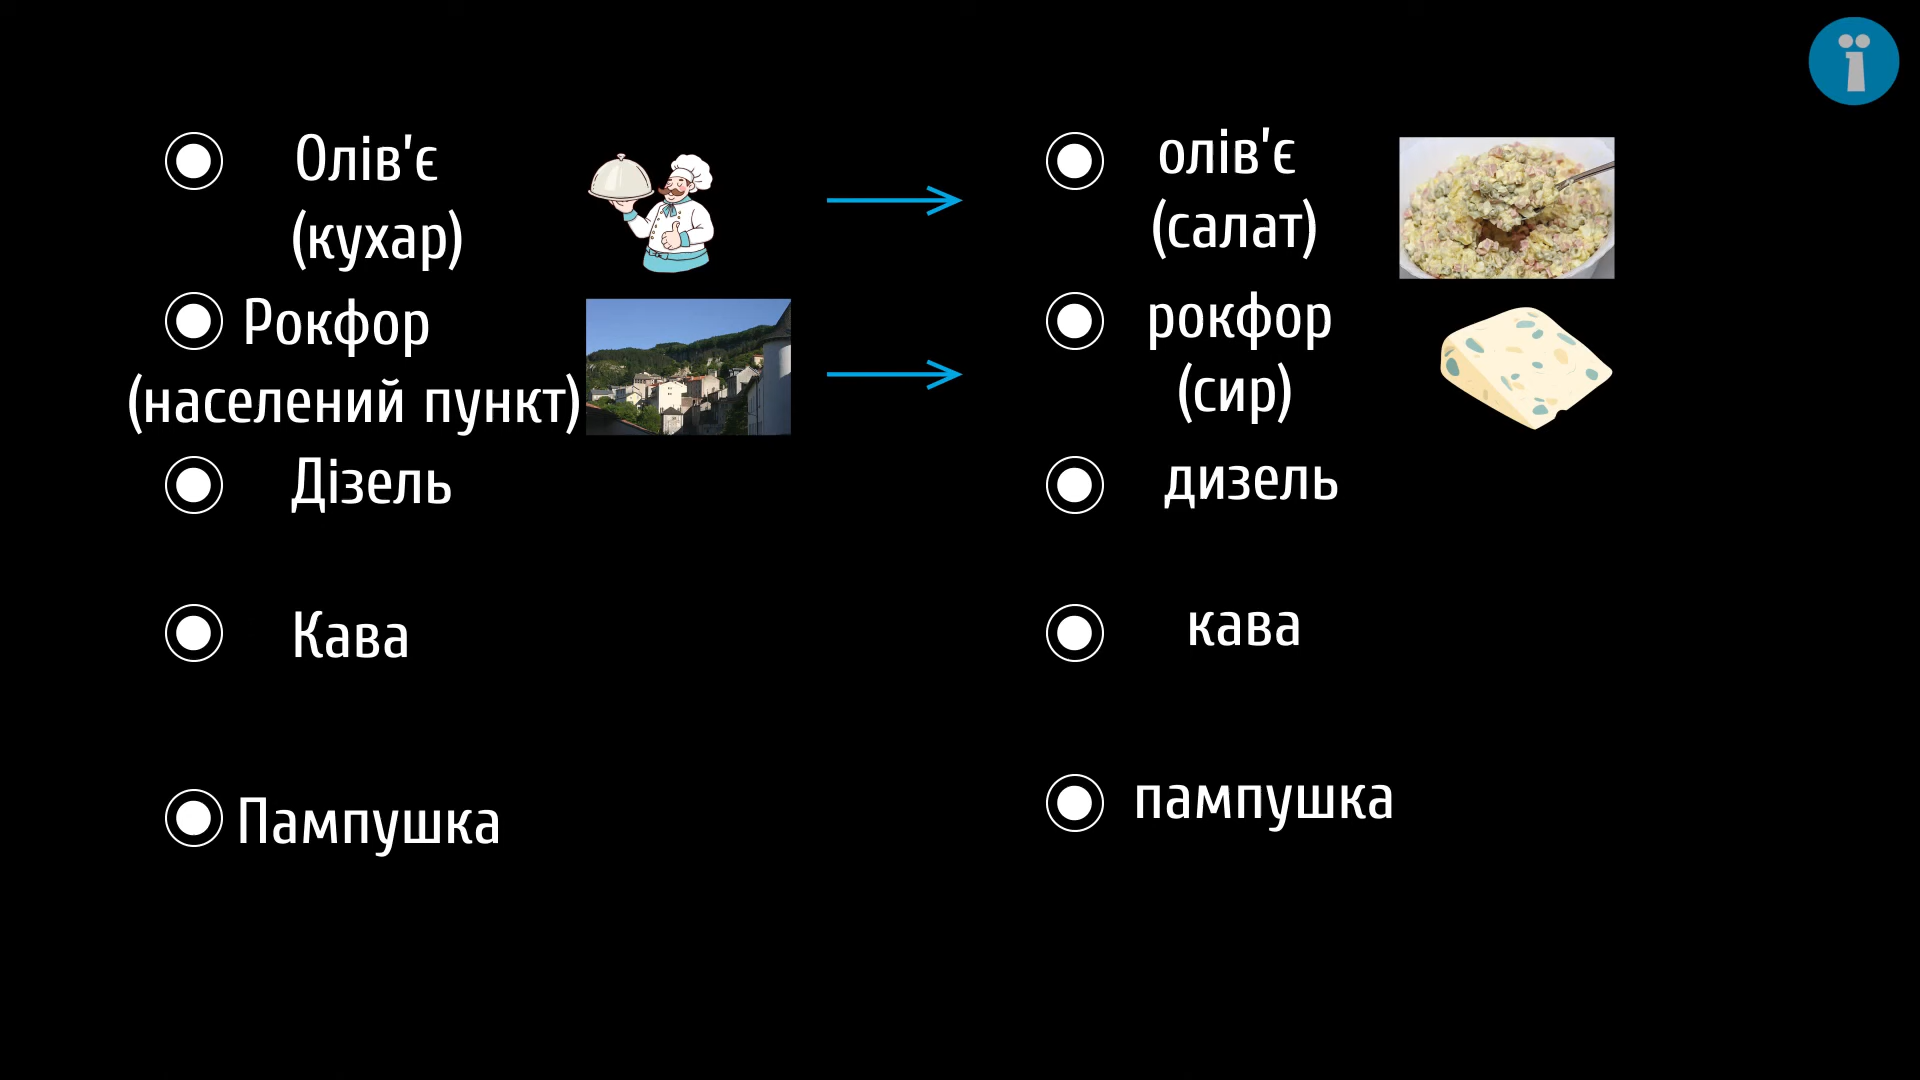 Олів'є
(кухар)
олів'є
(салат)
Рокфор
(населений пункт)
рокфор
(сир)
Дізель
дизель
Кава
кава
Пампушка
пампушка
ї